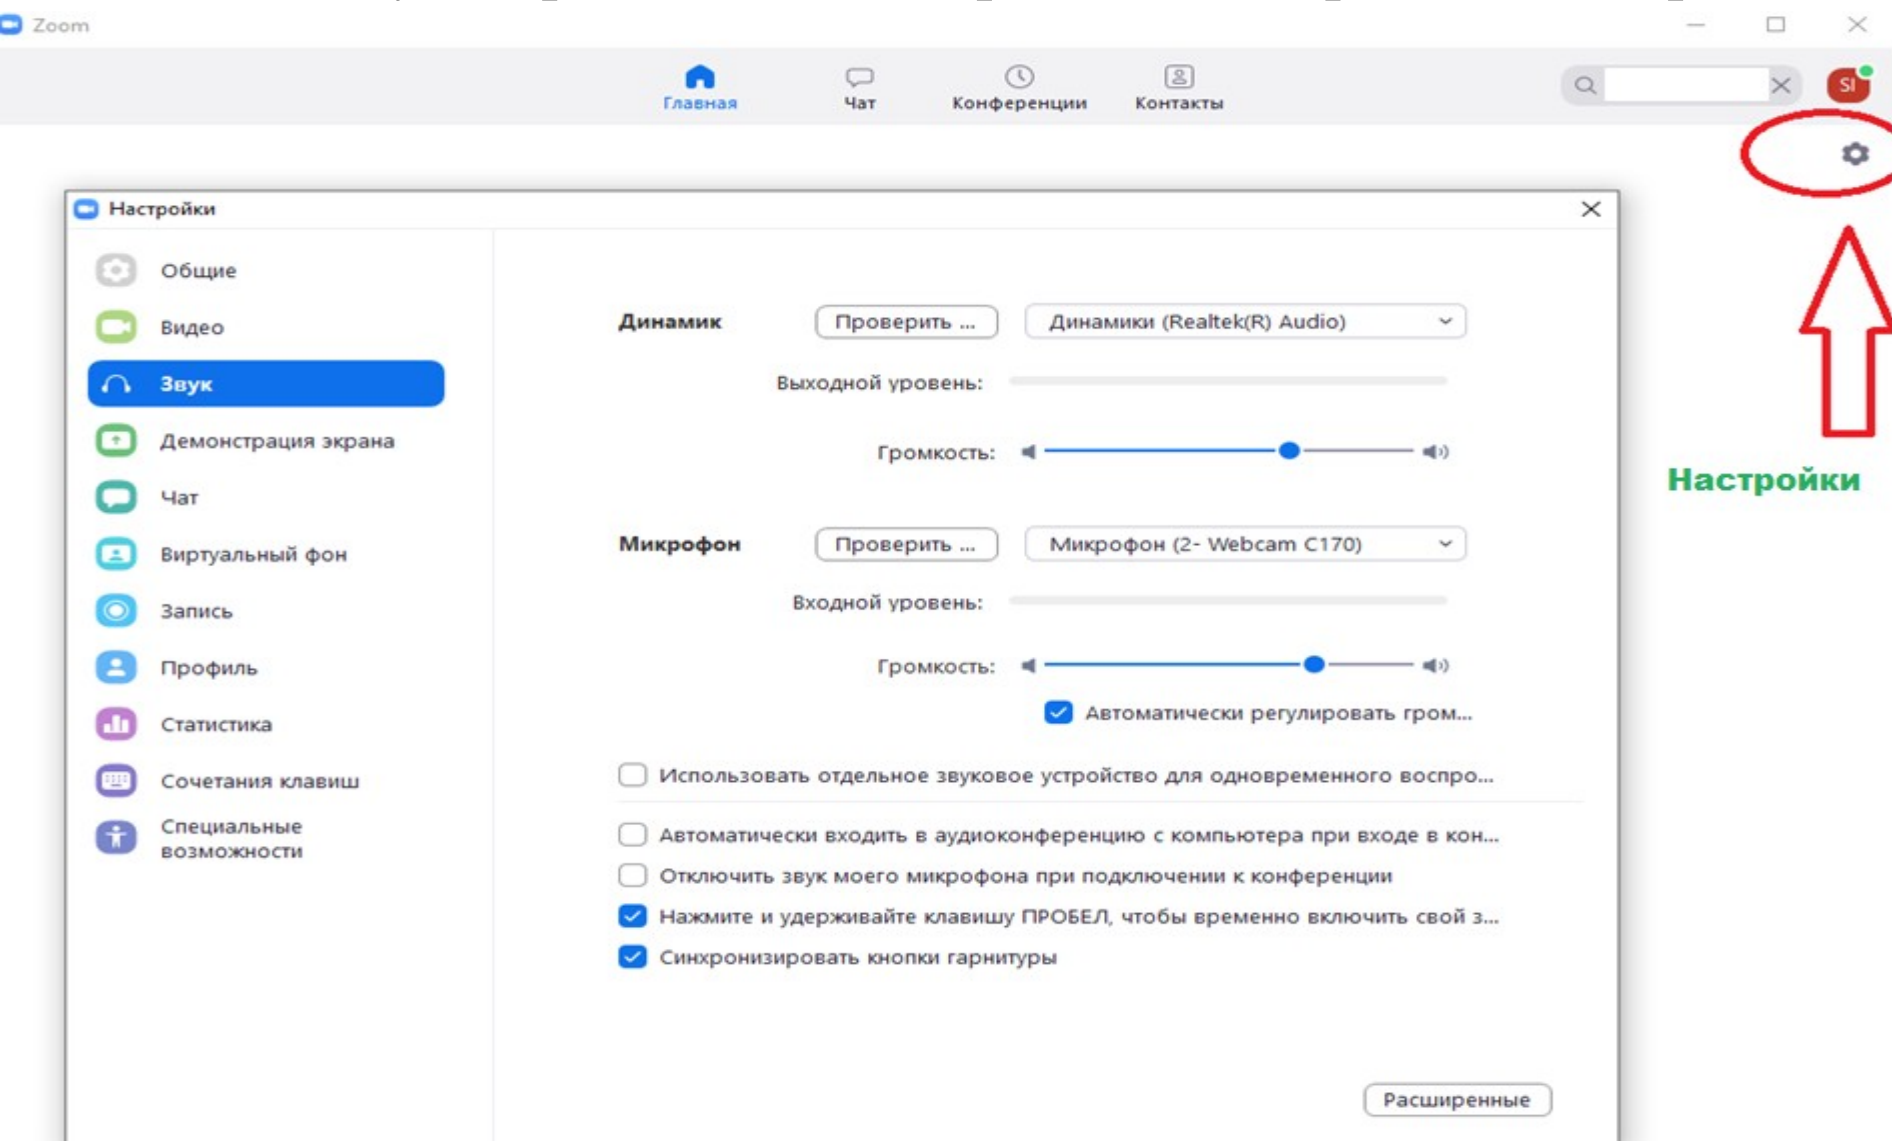 Zoom
Главная
Чат
Конференции
Контакты
SI
Настройки
Общие
Видео
Звук
Демонстрация экрана
Чат
Виртуальный фон
Запись
Профиль
Статистика
Сочетания клавиш
Специальные
возможности
Динамик
Проверить ...
Динамики (Realtek(R) Audio)
Выходной уровень:
Громкость:
Микрофон
Проверить ...
Микрофон (2- Webcam C170)
Входной уровень:
Громкость:
Автоматически регулировать гром...
Использовать отдельное звуковое устройство для одновременного воспро...
Автоматически входить в аудиоконференцию с компьютера при входе в кон...
Отключить звук моего микрофона при подключении к конференции
Нажмите и удерживайте клавишу ПРОБЕЛ, чтобы временно включить свой з...
Синхронизировать кнопки гарнитуры
Расширенные
Настройки